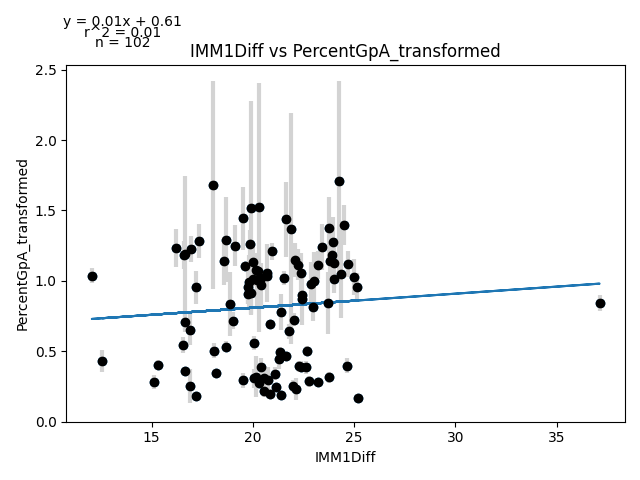 y = 0.01x + 0.61
r^2 = 0.01
n = 102
IMM1Diff vs PercentGpA_transformed
2.5
2.0
1.5
1.0
0.5
0.0
PercentGpA_transformed
15
20
25
30
35
IMM1Diff